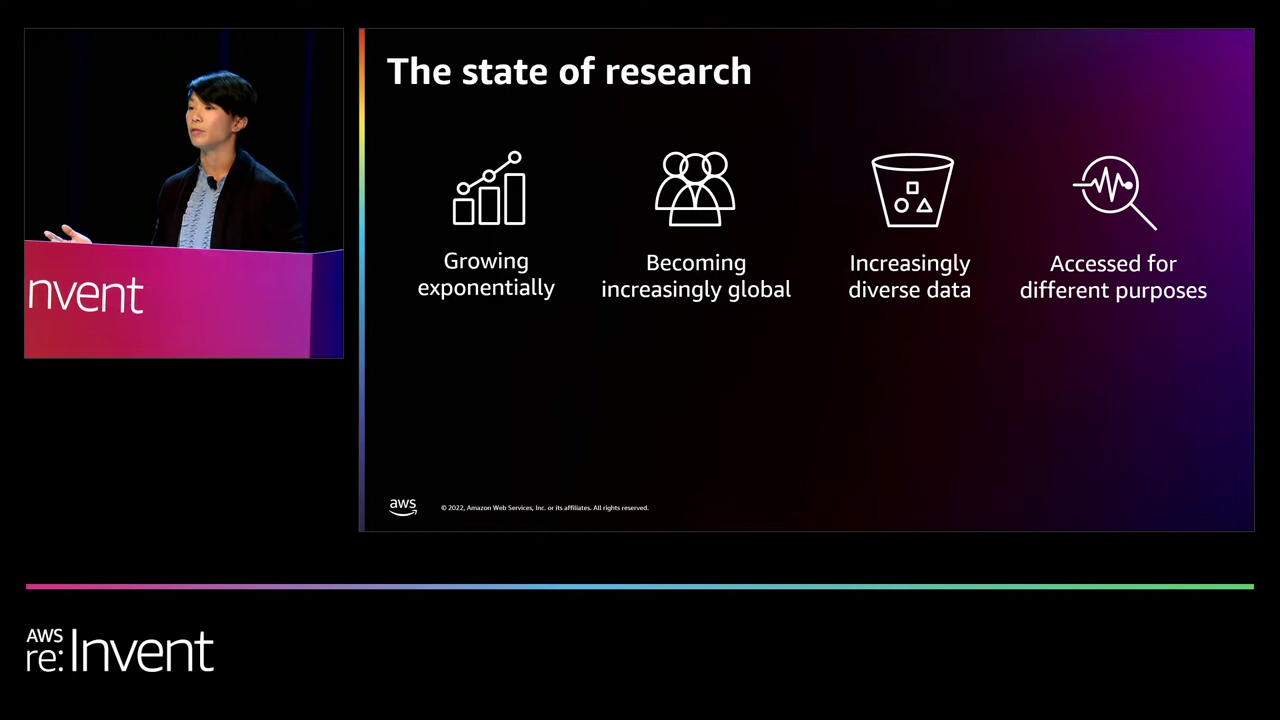 nvent
The state of research
Growing
exponentially
Becoming
increasingly global
Increasingly
diverse data
Accessed for
different purposes
aws
© 2022, Amazon Web Services, Inc. or its affiliates. All rights reserved.
AWS
re:Invent